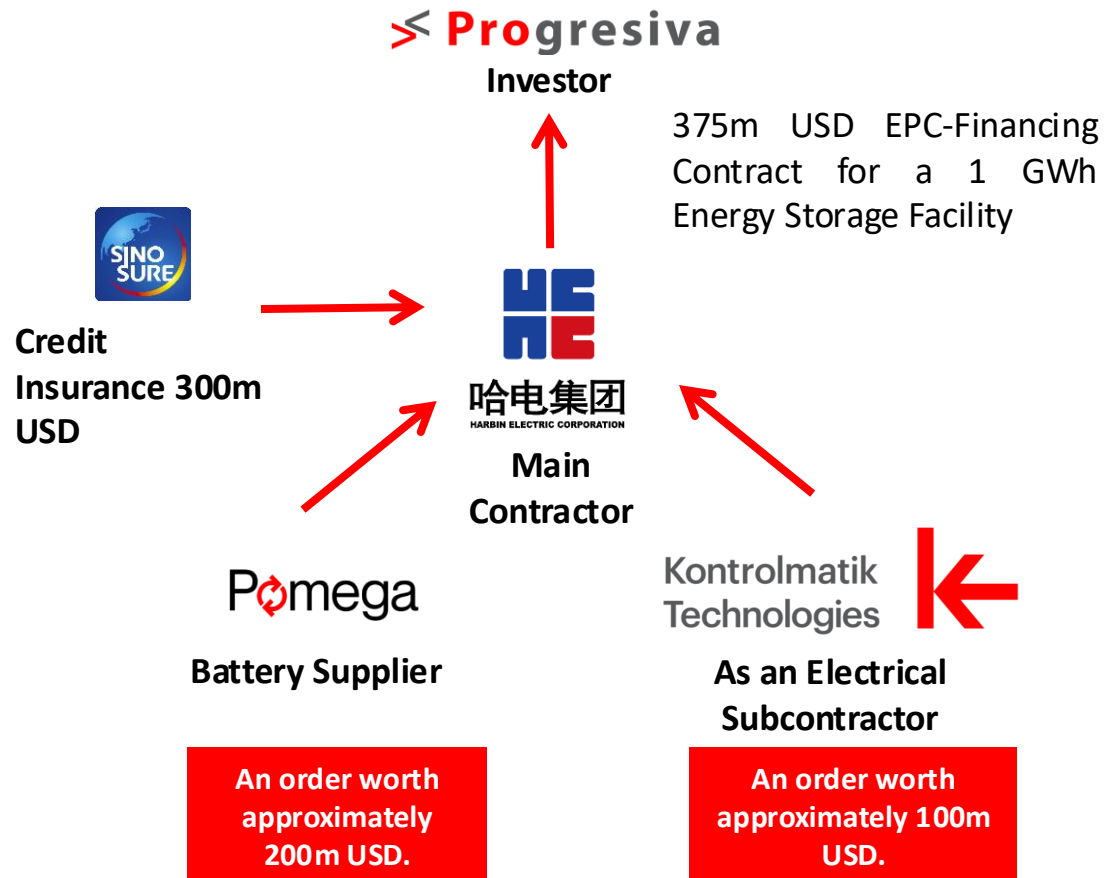 Progresiva
Investor
375m USD EPC-Financing
Contract for a 1 GWh
Energy Storage Facility
SINO
SURE
Credit
Insurance 300m
USD
哈电集团
HARBIN ELECTRIC CORPORATION
Main
Contractor
Pomega
Battery Supplier
Kontrolmatik
Technologies
As an Electrical
Subcontractor
An order worth
approximately
200m USD.
An order worth
approximately 100m
USD.